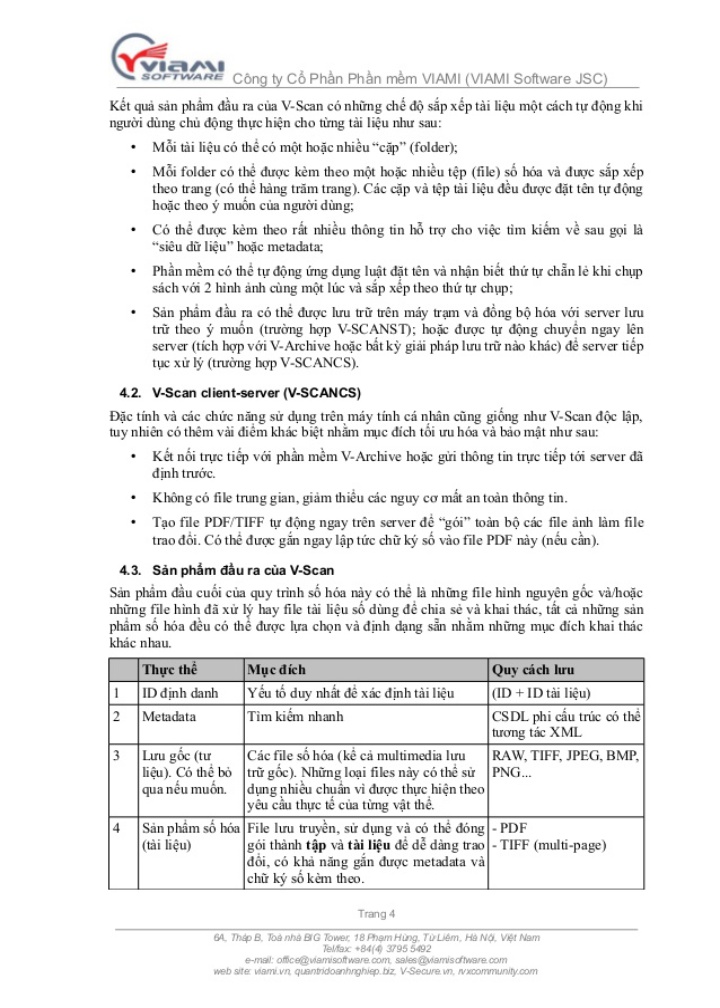 VIAMI
SOFTWARE
Công ty Cổ Phần Phần mềm VIAMI (VIAMI Software JSC)
Kết quả sản phẩm đầu ra của V-Scan có những chế độ sắp xếp tài liệu một cách tự động khi
người dùng chủ động thực hiện cho từng tài liệu như sau:
• Mỗi tài liệu có thể có một hoặc nhiều “cặp” (folder);
• Mỗi folder có thể được kèm theo một hoặc nhiều tệp (file) số hóa và được sắp xếp
theo trang (có thể hàng trăm trang). Các cặp và tệp tài liệu đều được đặt tên tự động
hoặc theo ý muốn của người dùng;
• Có thể được kèm theo rất nhiều thông tin hỗ trợ cho việc tìm kiếm về sau gọi là
“siêu dữ liệu” hoặc metadata;
• Phần mềm có thể tự động ứng dụng luật đặt tên và nhận biết thứ tự chẵn lẻ khi chụp
sách với 2 hình ảnh cùng một lúc và sắp xếp theo thứ tự chụp;
• Sản phẩm đầu ra có thể được lưu trữ trên máy trạm và đồng bộ hóa với server lưu
trữ theo ý muốn (trường hợp V-SCANST); hoặc được tự động chuyển ngay lên
server (tích hợp với V-Archive hoặc bất kỳ giải pháp lưu trữ nào khác) để server tiếp
tục xử lý (trường hợp V-SCANCS).
4.2. V-Scan client-server (V-SCANCS)
Đặc tính và các chức năng sử dụng trên máy tính cá nhân cũng giống như V-Scan độc lập,
tuy nhiên có thêm vài điểm khác biệt nhằm mục đích tối ưu hóa và bảo mật như sau:
• Kết nối trực tiếp với phần mềm V-Archive hoặc gửi thông tin trực tiếp tới server đã
định trước.
• Không có file trung gian, giảm thiểu các nguy cơ mất an toàn thông tin.
• Tạo file PDF/TIFF tự động ngay trên server để “gói” toàn bộ các file ảnh làm file
trao đổi. Có thể được gắn ngay lập tức chữ ký số vào file PDF này (nếu cần).
4.3. Sản phẩm đầu ra của V-Scan
Sản phẩm đầu cuối của quy trình số hóa này có thể là những file hình nguyên gốc và/hoặc
những file hình đã xử lý hay file tài liệu số dùng để chia sẻ và khai thác, tất cả những sản
phẩm số hóa đều có thể được lựa chọn và định dạng sẵn nhằm những mục đích khai thác
khác nhau.
Thực thể Mục đích Quy cách lưu
1 ID định danh Yếu tố duy nhất để xác định tài liệu (ID + ID tài liệu)
2 Metadata Tìm kiếm nhanh CSDL phi cấu trúc có thể
tương tác XML
3 Lưu gốc (tư Các file số hóa (kể cả multimedia lưu RAW, TIFF, JPEG, BMP,
liệu). Có thể bỏ trữ gốc). Những loại files này có thể sử PNG...
qua nếu muốn. dụng nhiều chuẩn vì được thực hiện theo
yêu cầu thực tế của từng vật thể.
4 Sản phẩm số hóa File lưu truyền, sử dụng và có thể đóng - PDF
(tài liệu) gói thành tập và tài liệu để dễ dàng trao - TIFF (multi-page)
đổi, có khả năng gắn được metadata và
chữ ký số kèm theo.
Trang 4
6A, Tháp B, Toà nhà BIG Tower, 18 Phạm Hùng, Từ Liêm, Hà Nội, Việt Nam
Tel/fax: +84(4) 3795 5492
e-mail: office@viamisoftware.com, sales@viamisoftware.com
web site: viami.vn, quantridoanhnghiep.biz, V-Secure.vn, rvxcommunity.com